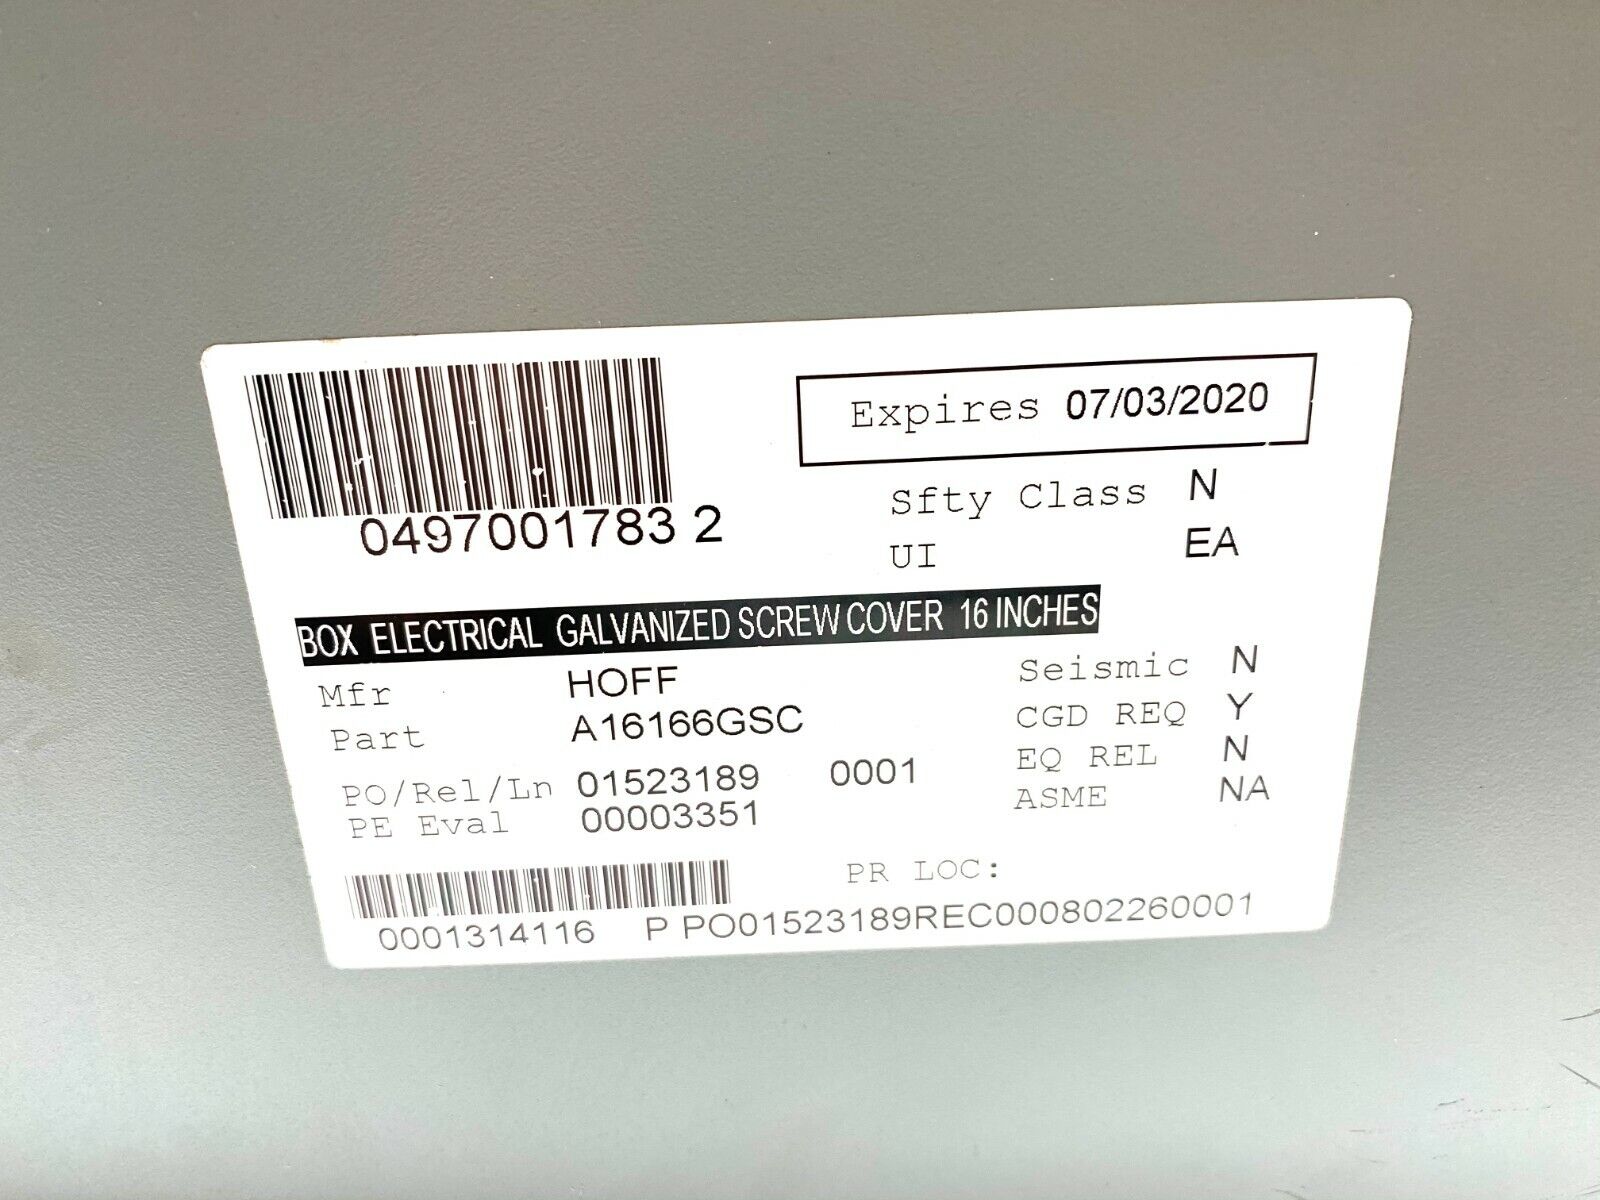 Expires 07/03/2020
04970017832
Sfty Class N
UI EA
BOX ELECTRICAL GALVANIZED SCREW COVER 16 INCHES
Mfr HOFF
Part A16166GSC
PO/Rel/Ln 01523189 0001
PE Eval 00003351
Seismic N
CGD REQ Y
EQ REL N
ASME NA
PR LOC:
0001314116 P PO01523189REC000802260001